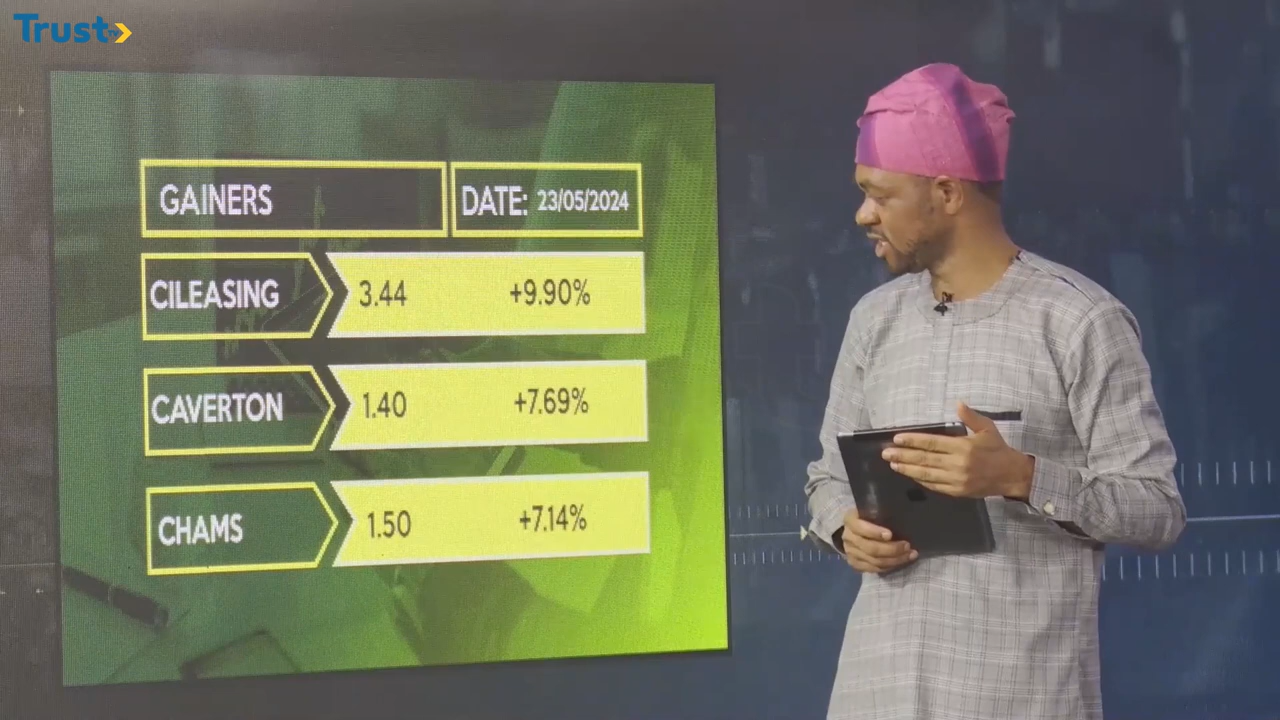 Trust TV
GAINERS
DATE: 23/05/2024
CILEASING 3.44 +9.90%
CAVERTON 1.40 +7.69%
CHAMS 1.50 +7.14%